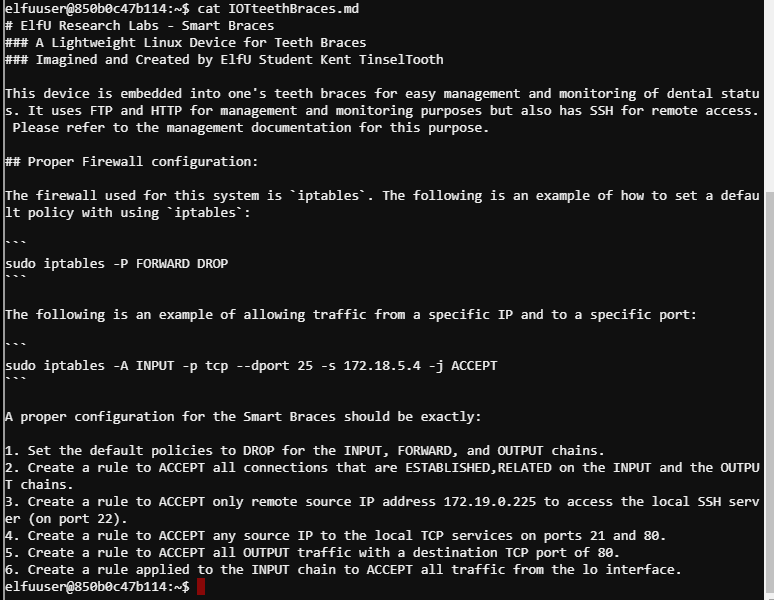 elfuuser@850b0c47b114:~$ cat IOTteethBraces.md
# ElfU Research Labs - Smart Braces
### A Lightweight Linux Device for Teeth Braces
### Imagined and Created by ElfU Student Kent TinselTooth
This device is embedded into one's teeth braces for easy management and monitoring of dental statu
s. It uses FTP and HTTP for management and monitoring purposes but also has SSH for remote access.
 Please refer to the management documentation for this purpose.
## Proper Firewall configuration:
The firewall used for this system is `iptables`. The following is an example of how to set a defau
lt policy with using `iptables`:
```
sudo iptables -P FORWARD DROP
```
The following is an example of allowing traffic from a specific IP and to a specific port:
```
sudo iptables -A INPUT -p tcp --dport 25 -s 172.18.5.4 -j ACCEPT
```
A proper configuration for the Smart Braces should be exactly:
1. Set the default policies to DROP for the INPUT, FORWARD, and OUTPUT chains.
2. Create a rule to ACCEPT all connections that are ESTABLISHED,RELATED on the INPUT and the OUTPU
T chains.
3. Create a rule to ACCEPT only remote source IP address 172.19.0.225 to access the local SSH serv
er (on port 22).
4. Create a rule to ACCEPT any source IP to the local TCP services on ports 21 and 80.
5. Create a rule to ACCEPT all OUTPUT traffic with a destination TCP port of 80.
6. Create a rule applied to the INPUT chain to ACCEPT all traffic from the lo interface.
elfuuser@850b0c47b114:~$